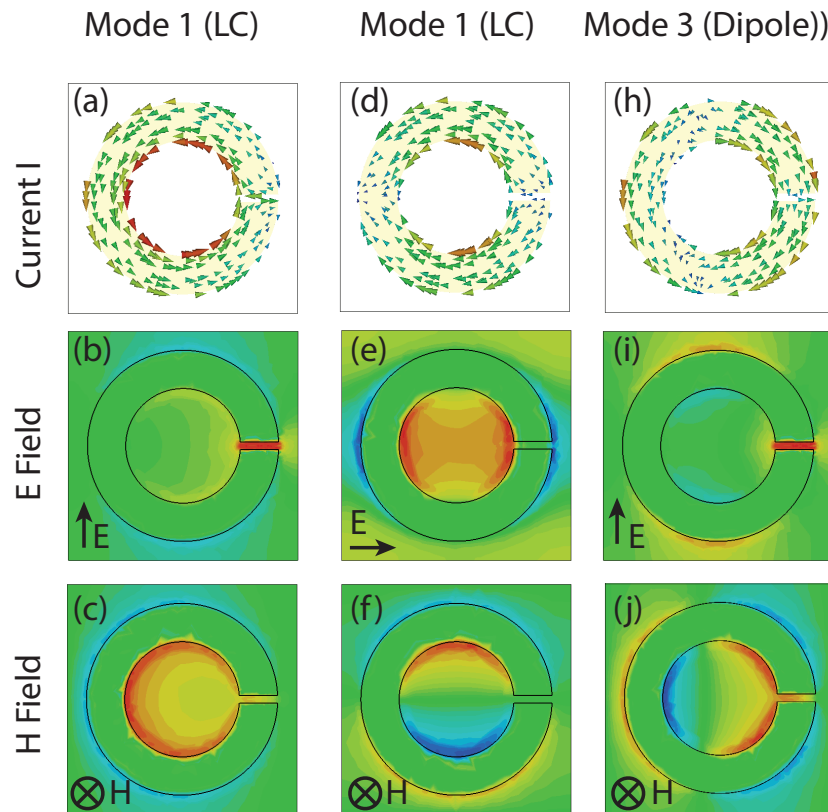 Mode 1 (LC) Mode 1 (LC) Mode 3 (Dipole))
Current I
(a) (d) (h)
E Field
(b) (e) (i)
E E E
H Field
(c) (f) (j)
H H H